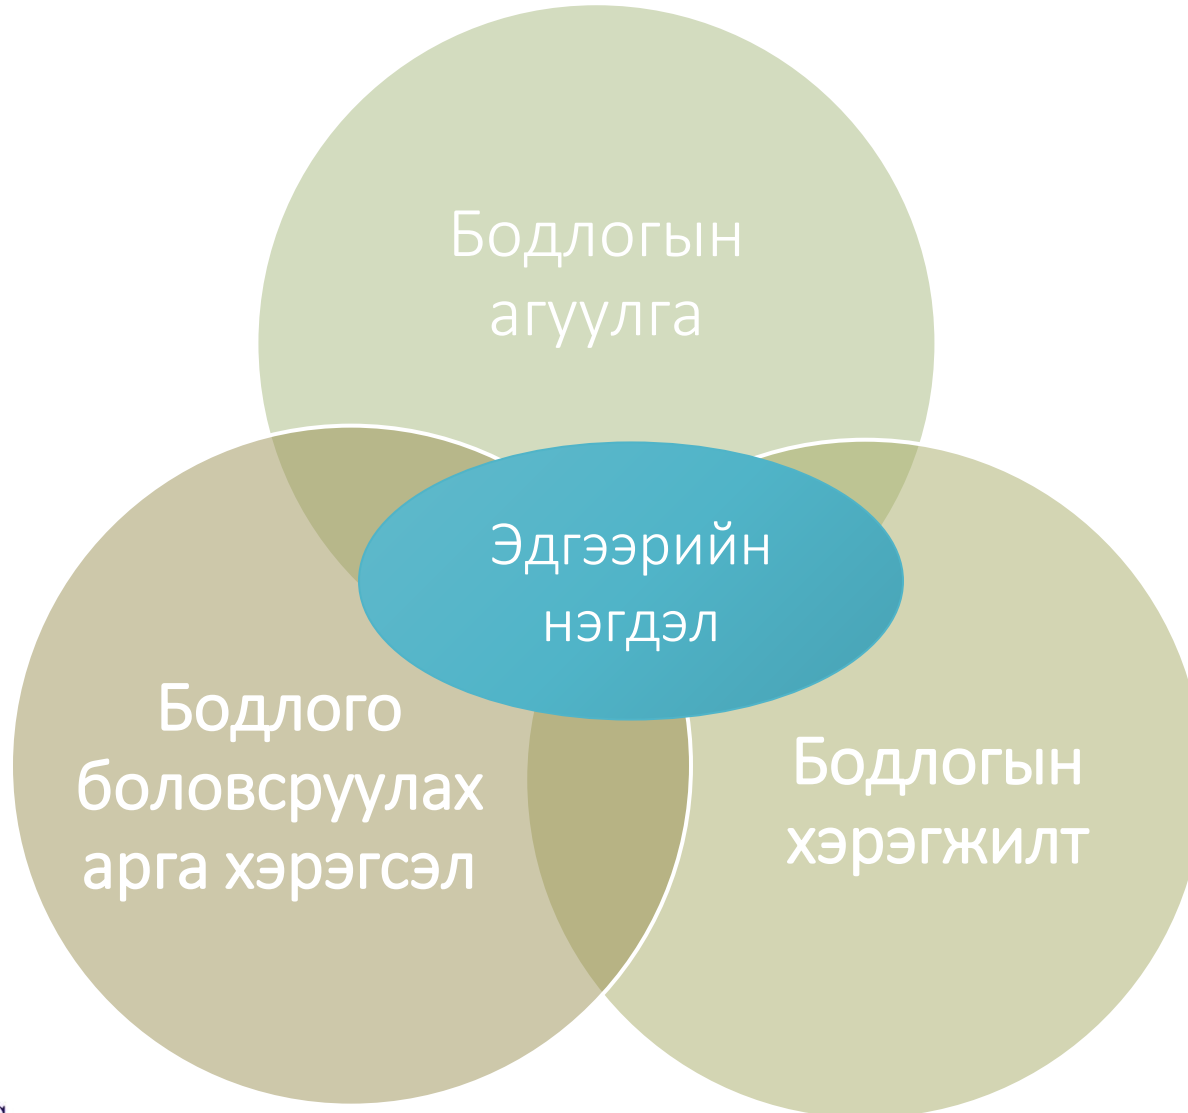 Бодлогын
агуулга
Эдгээрийн
нэгдэл
Бодлого
боловсруулах
арга хэрэгсэл
Бодлогын
хэрэгжилт